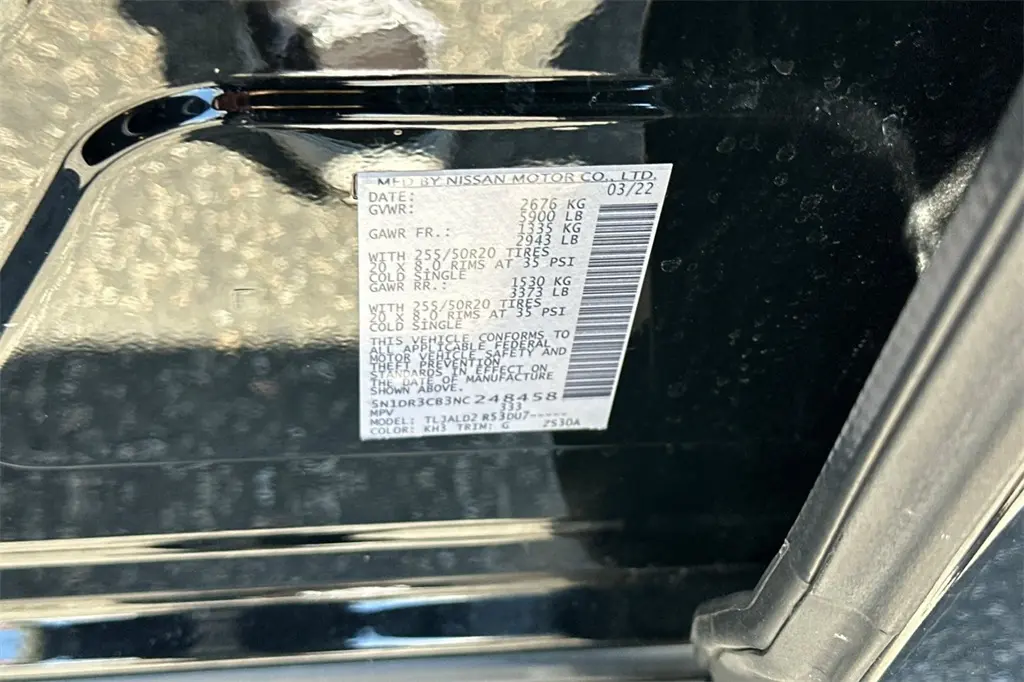 MFD BY NISSAN MOTOR CO., LTD.
DATE: 03/22
GVWR: 2676 KG
5900 LB
GAWR FR.: 1335 KG
2943 LB
WITH 255/50R20 TIRES
20 X 8.0 RIMS AT 35 PSI
COLD SINGLE
GAWR RR.: 1530 KG
3373 LB
WITH 255/50R20 TIRES
20 X 8.0 RIMS AT 35 PSI
COLD SINGLE
THIS VEHICLE CONFORMS TO
ALL APPLICABLE FEDERAL
MOTOR VEHICLE SAFETY AND
THEFT PREVENTION
STANDARDS IN EFFECT ON
THE DATE OF MANUFACTURE
SHOWN ABOVE.
5N1DR3CB3NC248458
MPV 333
MODEL: TL3ALD2 R53DU7-----
COLOR: KH3 TRIM: G 2530A